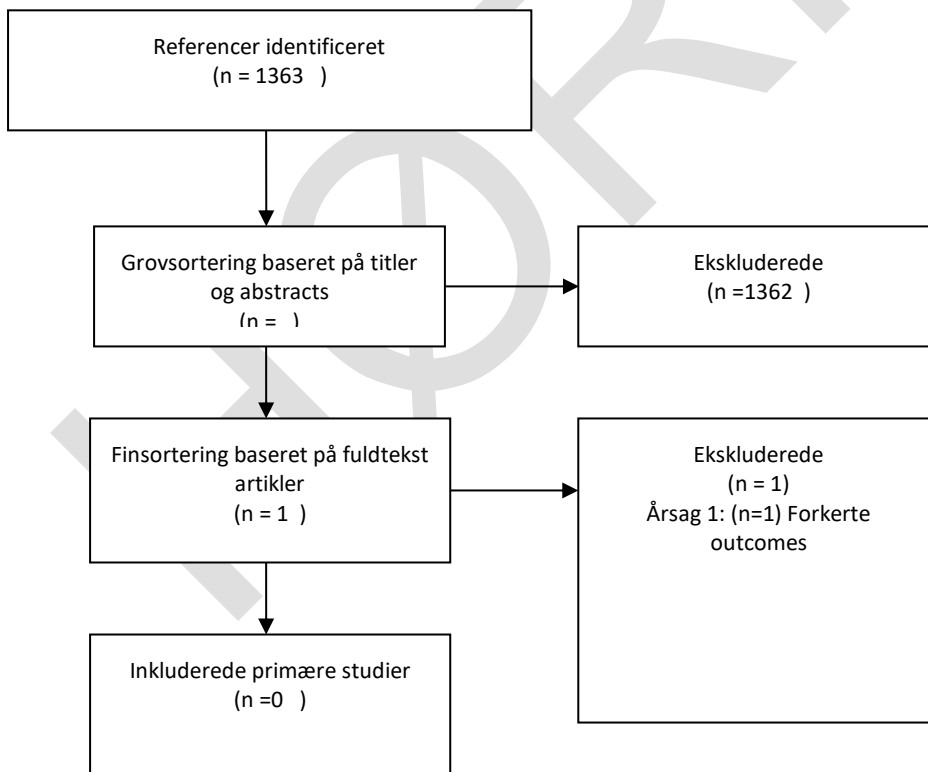 Referencer identificeret
(n = 1363 )
Grovsortering baseret på titler
og abstracts
(n = )
Ekskluderede
(n =1362 )
Finsortering baseret på fuldtekst
artikler
(n = 1 )
Ekskluderede
(n = 1)
Årsag 1: (n=1) Forkerte
outcomes
Inkluderede primære studier
(n =0 )